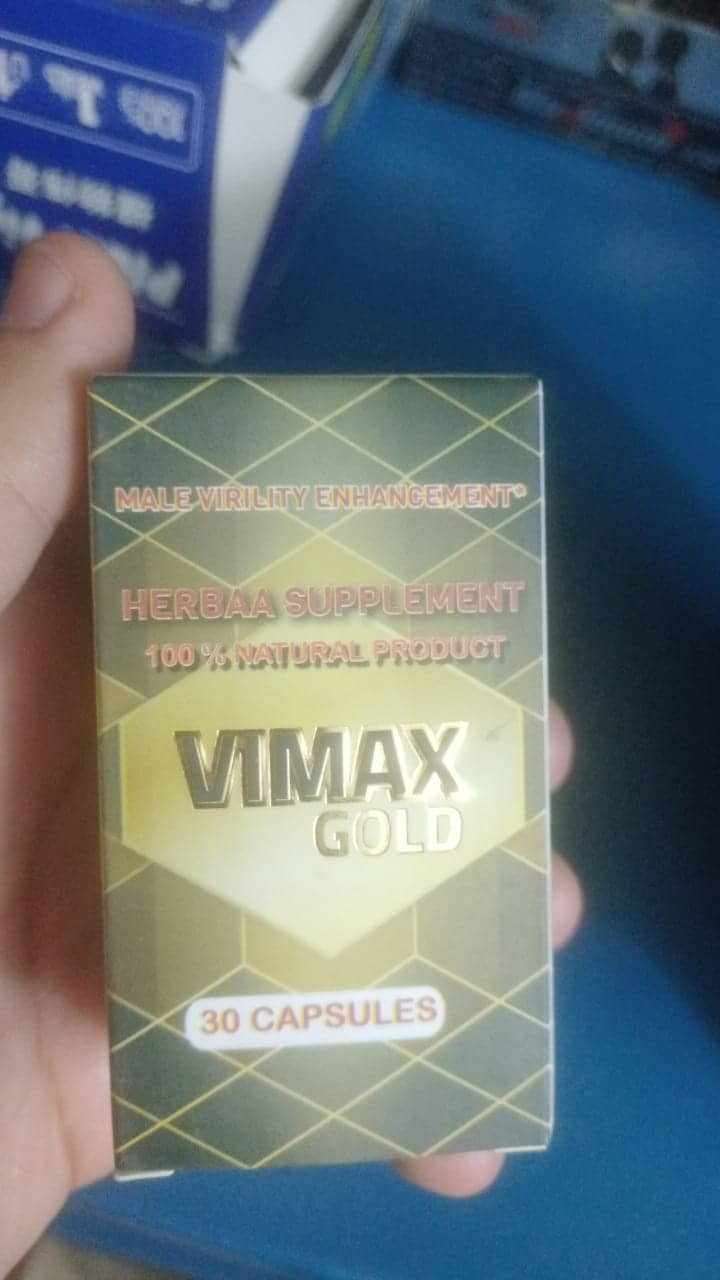 MALE VIRILITY ENHANCEMENT*
HERBAA SUPPLEMENT
100 % NATURAL PRODUCT
VIMAX
GOLD
30 CAPSULES